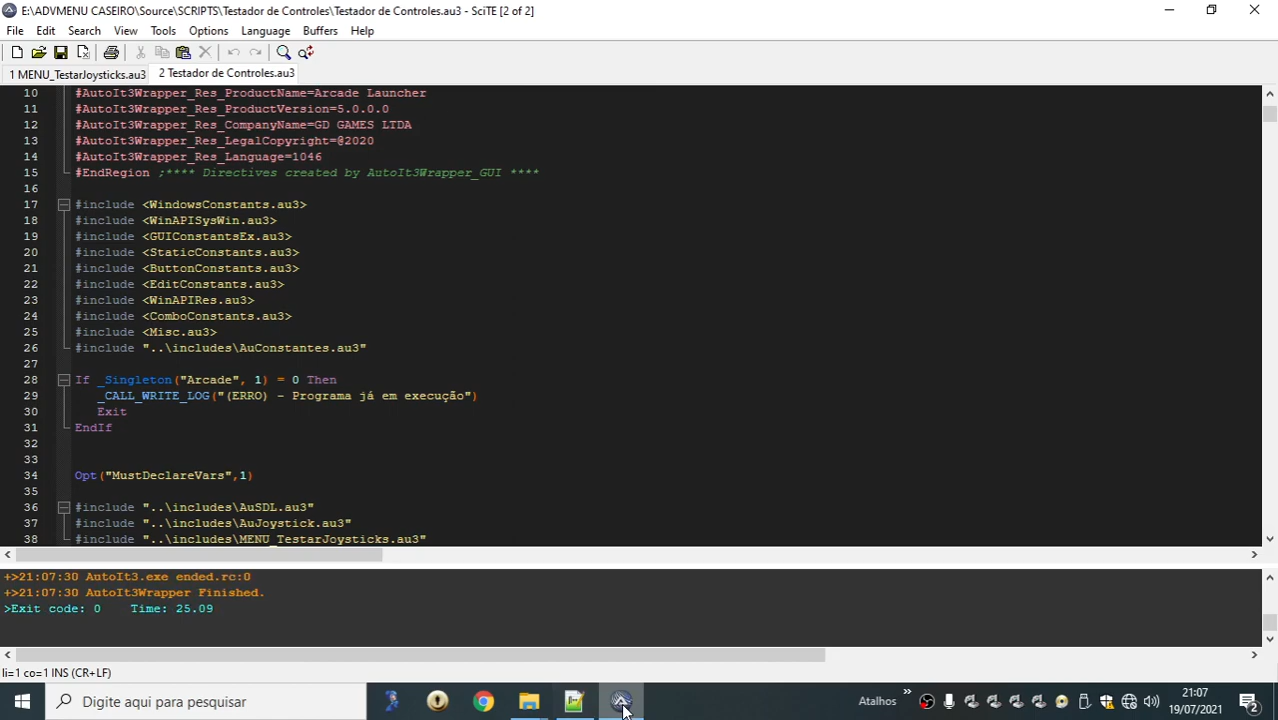 E:\ADVMENU CASEIRO\Source\SCRIPTS\Testador de Controles\Testador de Controles.au3 - SciTE [2 of 2]
File Edit Search View Tools Options Language Buffers Help
1 MENU_TestarJoysticks.au3 2 Testador de Controles.au3
10 #AutoIt3Wrapper_Res_ProductName=Arcade Launcher
11 #AutoIt3Wrapper_Res_ProductVersion=5.0.0.0
12 #AutoIt3Wrapper_Res_CompanyName=GD GAMES LTDA
13 #AutoIt3Wrapper_Res_LegalCopyright=@2020
14 #AutoIt3Wrapper_Res_Language=1046
15 #EndRegion ;**** Directives created by AutoIt3Wrapper_GUI ****
16
17 #include <WindowsConstants.au3>
18 #include <WinAPISysWin.au3>
19 #include <GUIConstantsEx.au3>
20 #include <StaticConstants.au3>
21 #include <ButtonConstants.au3>
22 #include <EditConstants.au3>
23 #include <WinAPIRes.au3>
24 #include <ComboConstants.au3>
25 #include <Misc.au3>
26 #include "..\includes\AuConstantes.au3"
27
28 If _Singleton("Arcade", 1) = 0 Then
29 _CALL_WRITE_LOG("(ERRO) - Programa já em execução")
30 Exit
31 EndIf
32
33
34 Opt("MustDeclareVars",1)
35
36 #include "..\includes\AuSDL.au3"
37 #include "..\includes\AuJoystick.au3"
38 #include "..\includes\MENU_TestarJoysticks.au3"
+>21:07:30 AutoIt3.exe ended.rc:0
+>21:07:30 AutoIt3Wrapper Finished.
>Exit code: 0 Time: 25.09
li=1 co=1 INS (CR+LF)
Digite aqui para pesquisar
Atalhos
21:07
19/07/2021
2